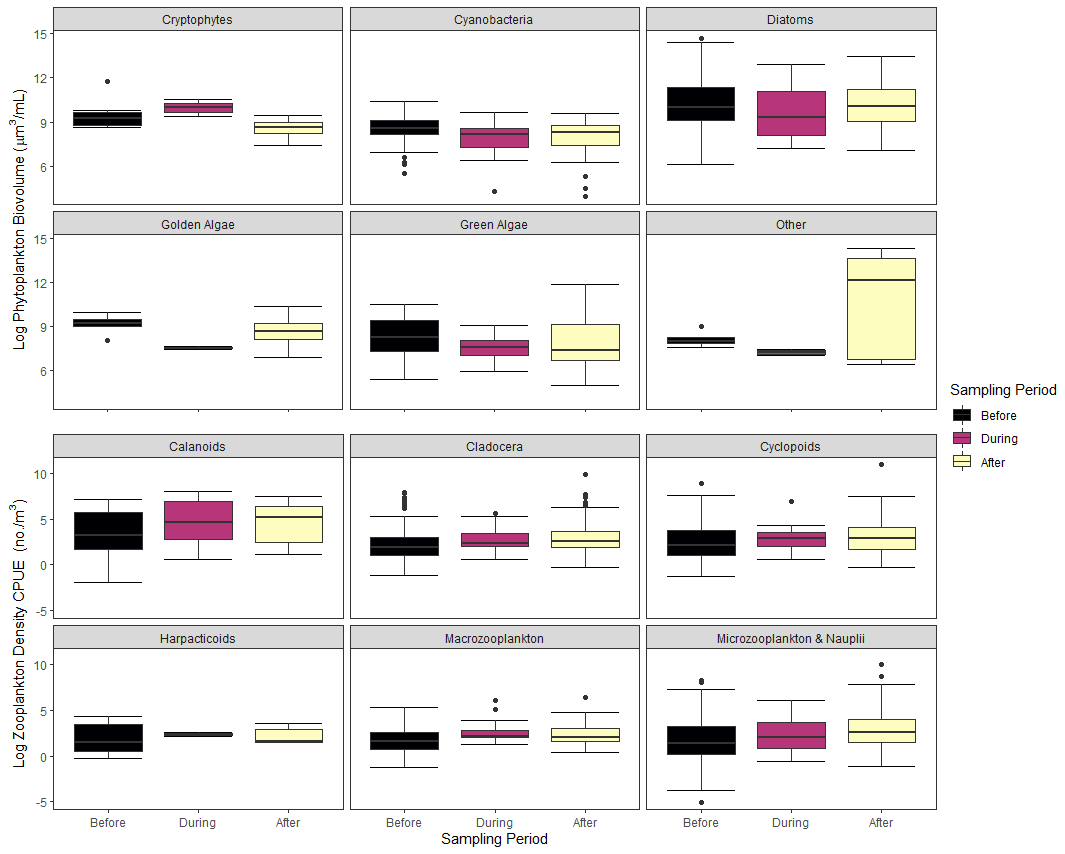 Cryptophytes Cyanobacteria Diatoms
15
12
9
6
Golden Algae Green Algae Other
15
12
9
6
Log Phytoplankton Biovolume (μm³/mL)
Calanoids Cladocera Cyclopoids
10
5
0
-5
Harpacticoids Macrozooplankton Microzooplankton & Nauplii
10
5
0
-5
Log Zooplankton Density CPUE (no./m³)
Before During After Before During After Before During After
Sampling Period
Sampling Period
Before
During
After